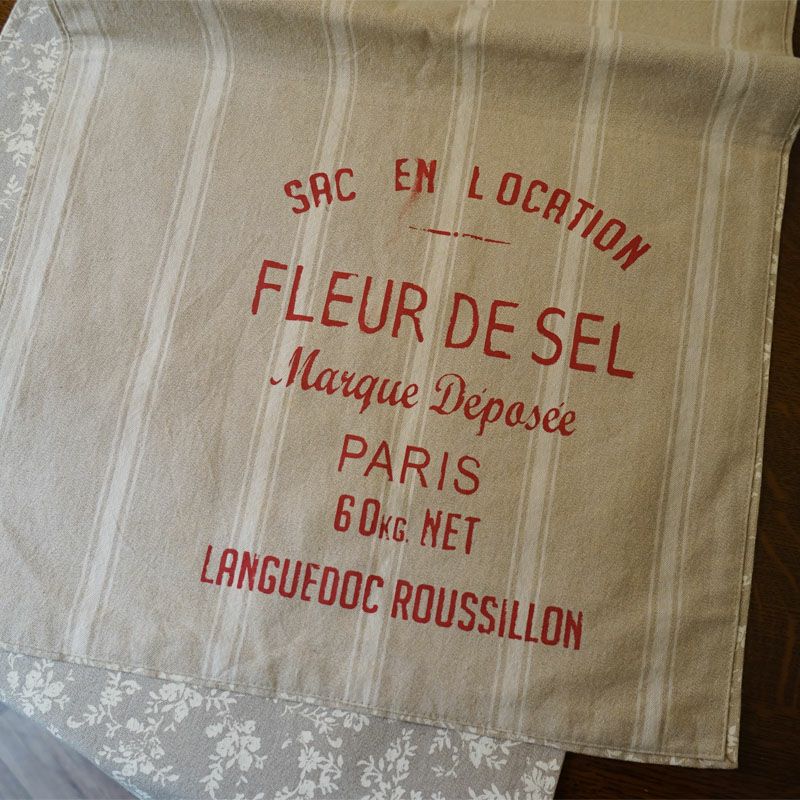 SAC EN LOCATION
FLEUR DE SEL
Marque Déposée
PARIS
60KG. NET
LANGUEDOC ROUSSILLON